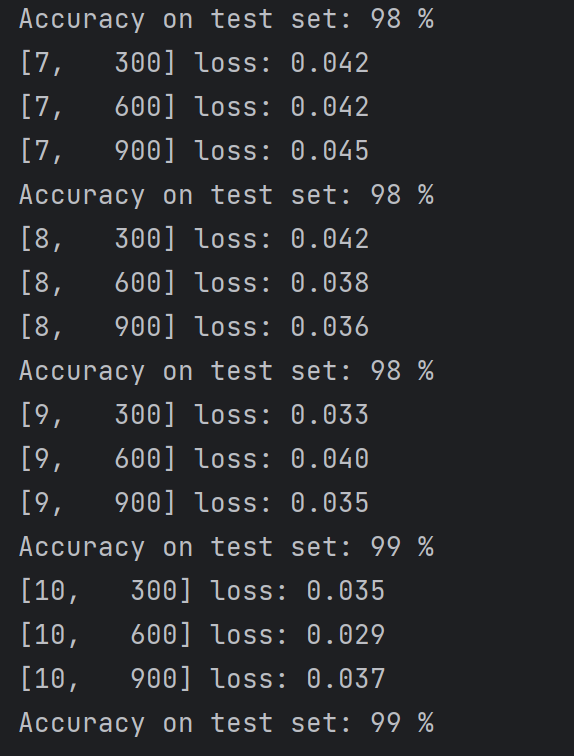 Accuracy on test set: 98 %
[7,   300] loss: 0.042
[7,   600] loss: 0.042
[7,   900] loss: 0.045
Accuracy on test set: 98 %
[8,   300] loss: 0.042
[8,   600] loss: 0.038
[8,   900] loss: 0.036
Accuracy on test set: 98 %
[9,   300] loss: 0.033
[9,   600] loss: 0.040
[9,   900] loss: 0.035
Accuracy on test set: 99 %
[10,   300] loss: 0.035
[10,   600] loss: 0.029
[10,   900] loss: 0.037
Accuracy on test set: 99 %